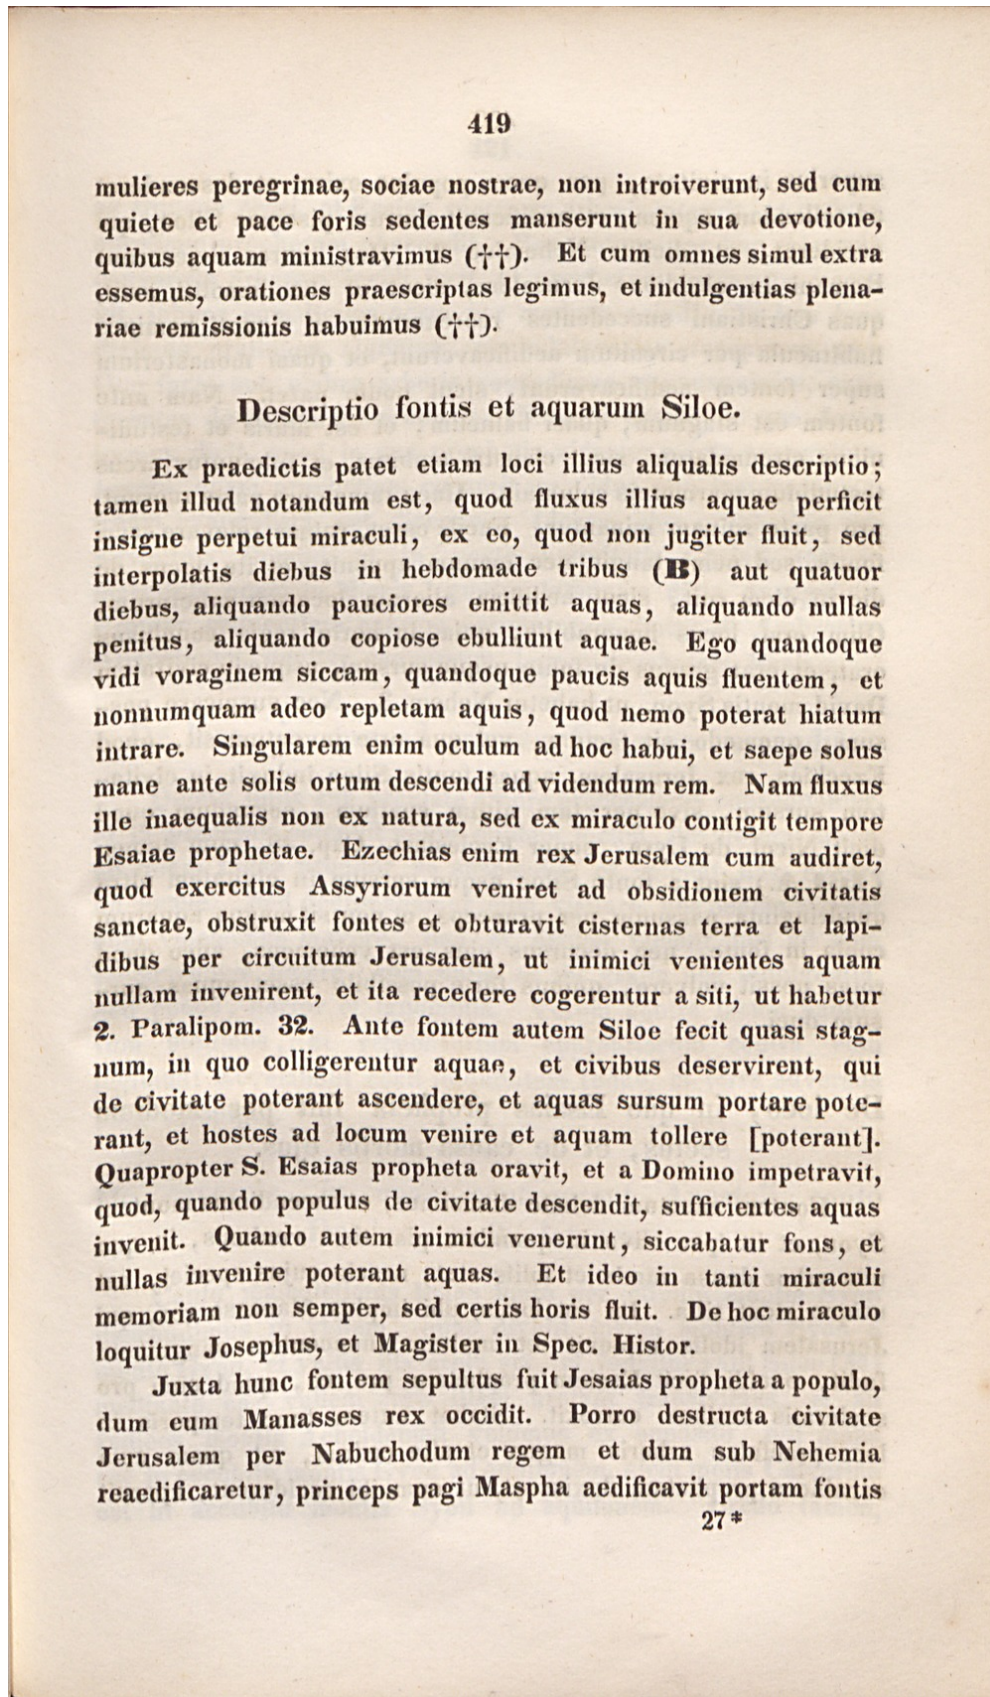 419
mulieres peregrinae, sociae nostrae, non introiverunt, sed cum
quiete et pace foris sedentes manserunt in sua devotione,
quibus aquam ministravimus (††). Et cum omnes simul extra
essemus, orationes praescriptas legimus, et indulgentias plena-
riae remissionis habuimus (††).
Descriptio fontis et aquarum Siloe.
Ex praedictis patet etiam loci illius aliqualis descriptio;
tamen illud notandum est, quod fluxus illius aquae perficit
insigne perpetui miraculi, ex eo, quod non jugiter fluit, sed
interpolatis diebus in hebdomade tribus (B) aut quatuor
diebus, aliquando pauciores emittit aquas, aliquando nullas
penitus, aliquando copiose ebulliunt aquae. Ego quandoque
vidi voraginem siccam, quandoque paucis aquis fluentem, et
nonnumquam adeo repletam aquis, quod nemo poterat hiatum
intrare. Singularem enim oculum ad hoc habui, et saepe solus
mane ante solis ortum descendi ad videndum rem. Nam fluxus
ille inaequalis non ex natura, sed ex miraculo contigit tempore
Esaiae prophetae. Ezechias enim rex Jerusalem cum audiret,
quod exercitus Assyriorum veniret ad obsidionem civitatis
sanctae, obstruxit fontes et obturavit cisternas terra et lapi-
dibus per circuitum Jerusalem, ut inimici venientes aquam
nullam invenirent, et ita recedere cogerentur a siti, ut habetur
2. Paralipom. 32. Ante fontem autem Siloe fecit quasi stag-
num, in quo colligerentur aquae, et civibus deservirent, qui
de civitate poterant ascendere, et aquas sursum portare pote-
rant, et hostes ad locum venire et aquam tollere [poterant].
Quapropter S. Esaias propheta oravit, et a Domino impetravit,
quod, quando populus de civitate descendit, sufficientes aquas
invenit. Quando autem inimici venerunt, siccabatur fons, et
nullas invenire poterant aquas. Et ideo in tanti miraculi
memoriam non semper, sed certis horis fluit. De hoc miraculo
loquitur Josephus, et Magister in Spec. Histor.
Juxta hunc fontem sepultus fuit Jesaias propheta a populo,
dum eum Manasses rex occidit. Porro destructa civitate
Jerusalem per Nabuchodum regem et dum sub Nehemia
reaedificaretur, princeps pagi Maspha aedificavit portam fontis
27*